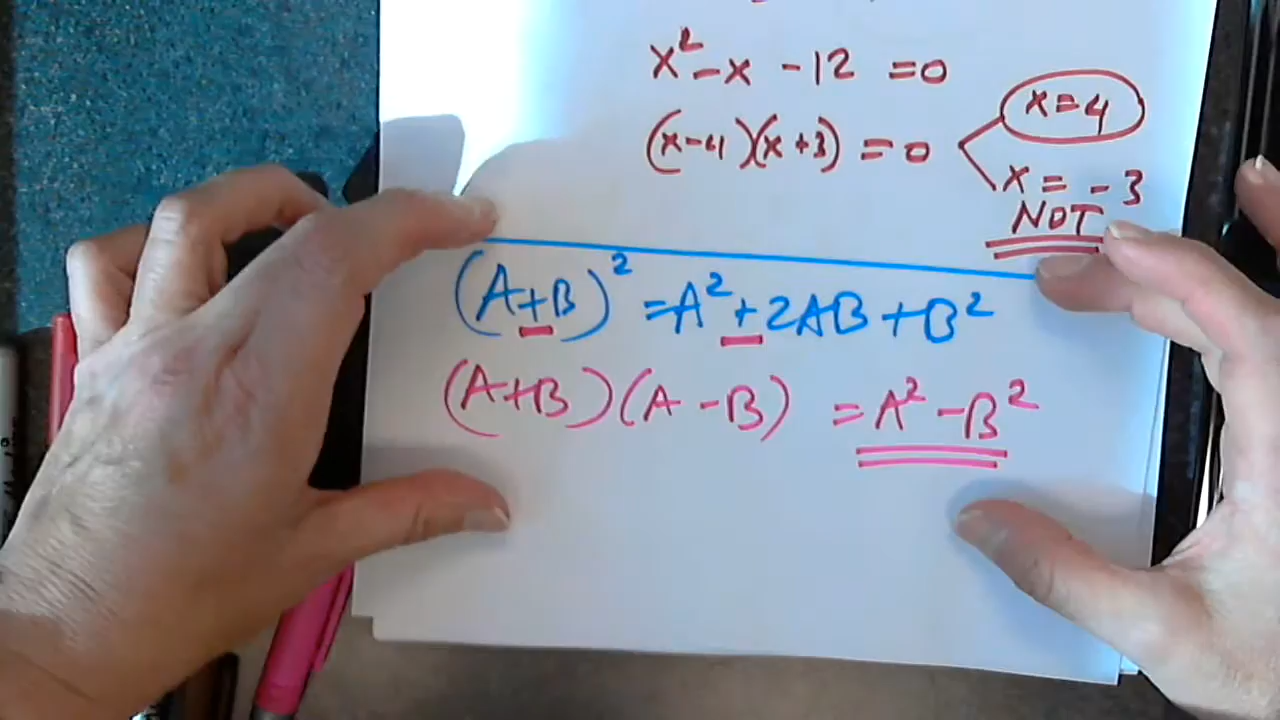 x² - x - 12 = 0
x = 4
(x-4)(x+3) = 0
x = -3
NOT
(A+B)² = A² + 2AB + B²
(A+B)(A-B) = A² - B²